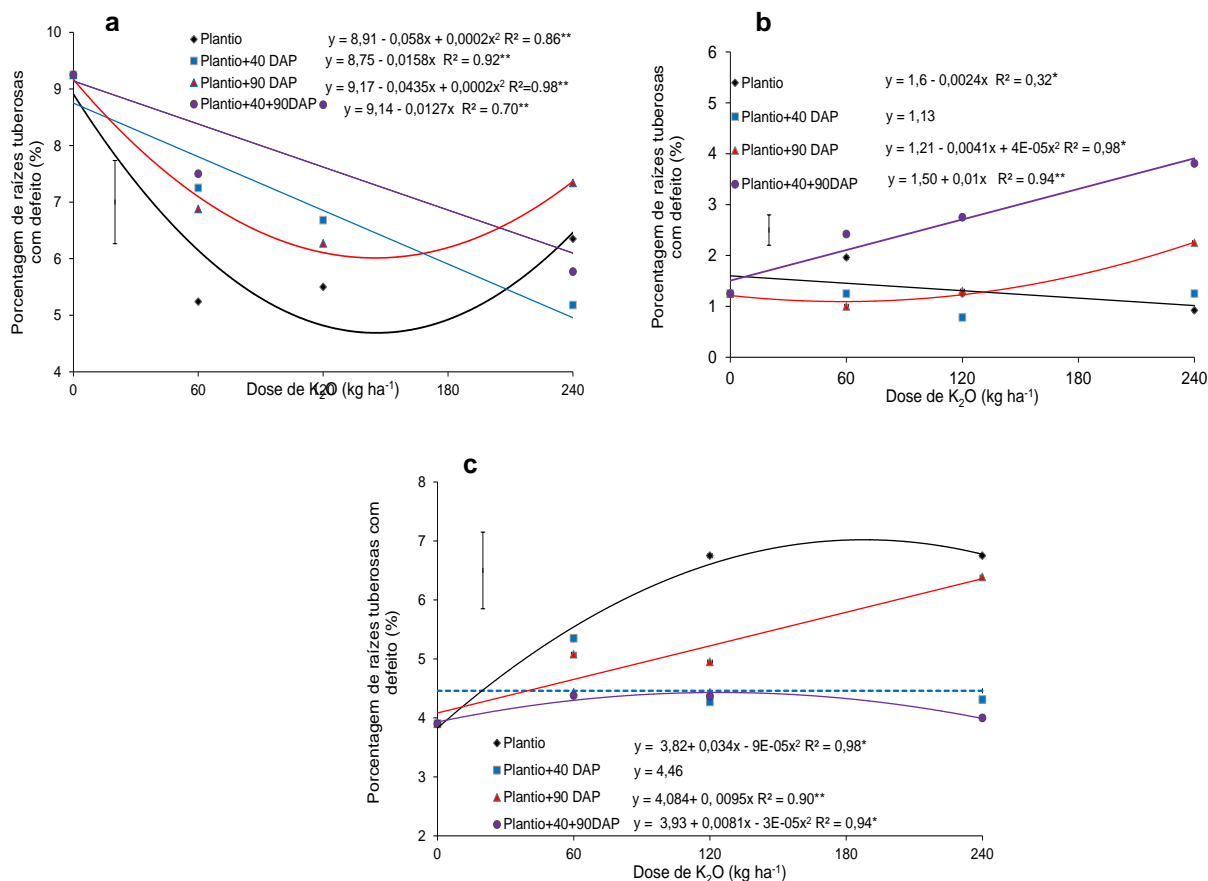 a
Porcentagem de raízes tuberosas
com defeito (%)
10
9
8
7
6
5
4
Plantio y = 8,91 - 0,058x + 0,0002x² R² = 0.86**
Plantio+40 DAP y = 8,75 - 0,0158x R² = 0.92**
Plantio+90 DAP y = 9,17 - 0,0435x + 0,0002x² R²=0.98**
Plantio+40+90DAP y = 9,14 - 0,0127x R² = 0.70**
0 60 120 180 240
Dose de K₂O (kg ha⁻¹)
b
Porcentagem de raízes tuberosas
com defeito (%)
6
5
4
3
2
1
0
Plantio y = 1,6 - 0,0024x R² = 0,32*
Plantio+40 DAP y = 1,13
Plantio+90 DAP y = 1,21 - 0,0041x + 4E-05x² R² = 0,98*
Plantio+40+90DAP y = 1,50 + 0,01x R² = 0.94**
0 60 120 180 240
Dose de K₂O (kg ha⁻¹)
c
Porcentagem de raízes tuberosas com
defeito (%)
8
7
6
5
4
3
2
Plantio y = 3,82+ 0,034x - 9E-05x² R² = 0,98*
Plantio+40 DAP y = 4,46
Plantio+90 DAP y = 4,084+ 0, 0095x R² = 0.90**
Plantio+40+90DAP y = 3,93 + 0,0081x - 3E-05x² R² = 0,94*
0 60 120 180 240
Dose de K₂O (kg ha⁻¹)